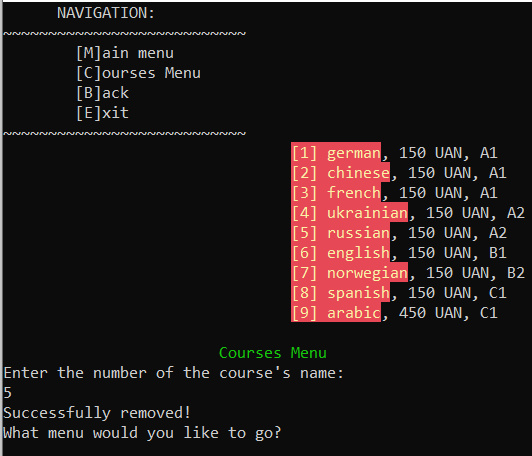 NAVIGATION:
~~~~~~~~~~~~~~~~~~~~~~~~~~~
[M]ain menu
[C]ourses Menu
[B]ack
[E]xit
~~~~~~~~~~~~~~~~~~~~~~~~~~~
[1] german, 150 UAN, A1
[2] chinese, 150 UAN, A1
[3] french, 150 UAN, A1
[4] ukrainian, 150 UAN, A2
[5] russian, 150 UAN, A2
[6] english, 150 UAN, B1
[7] norwegian, 150 UAN, B2
[8] spanish, 150 UAN, C1
[9] arabic, 450 UAN, C1
Courses Menu
Enter the number of the course's name:
5
Successfully removed!
What menu would you like to go?